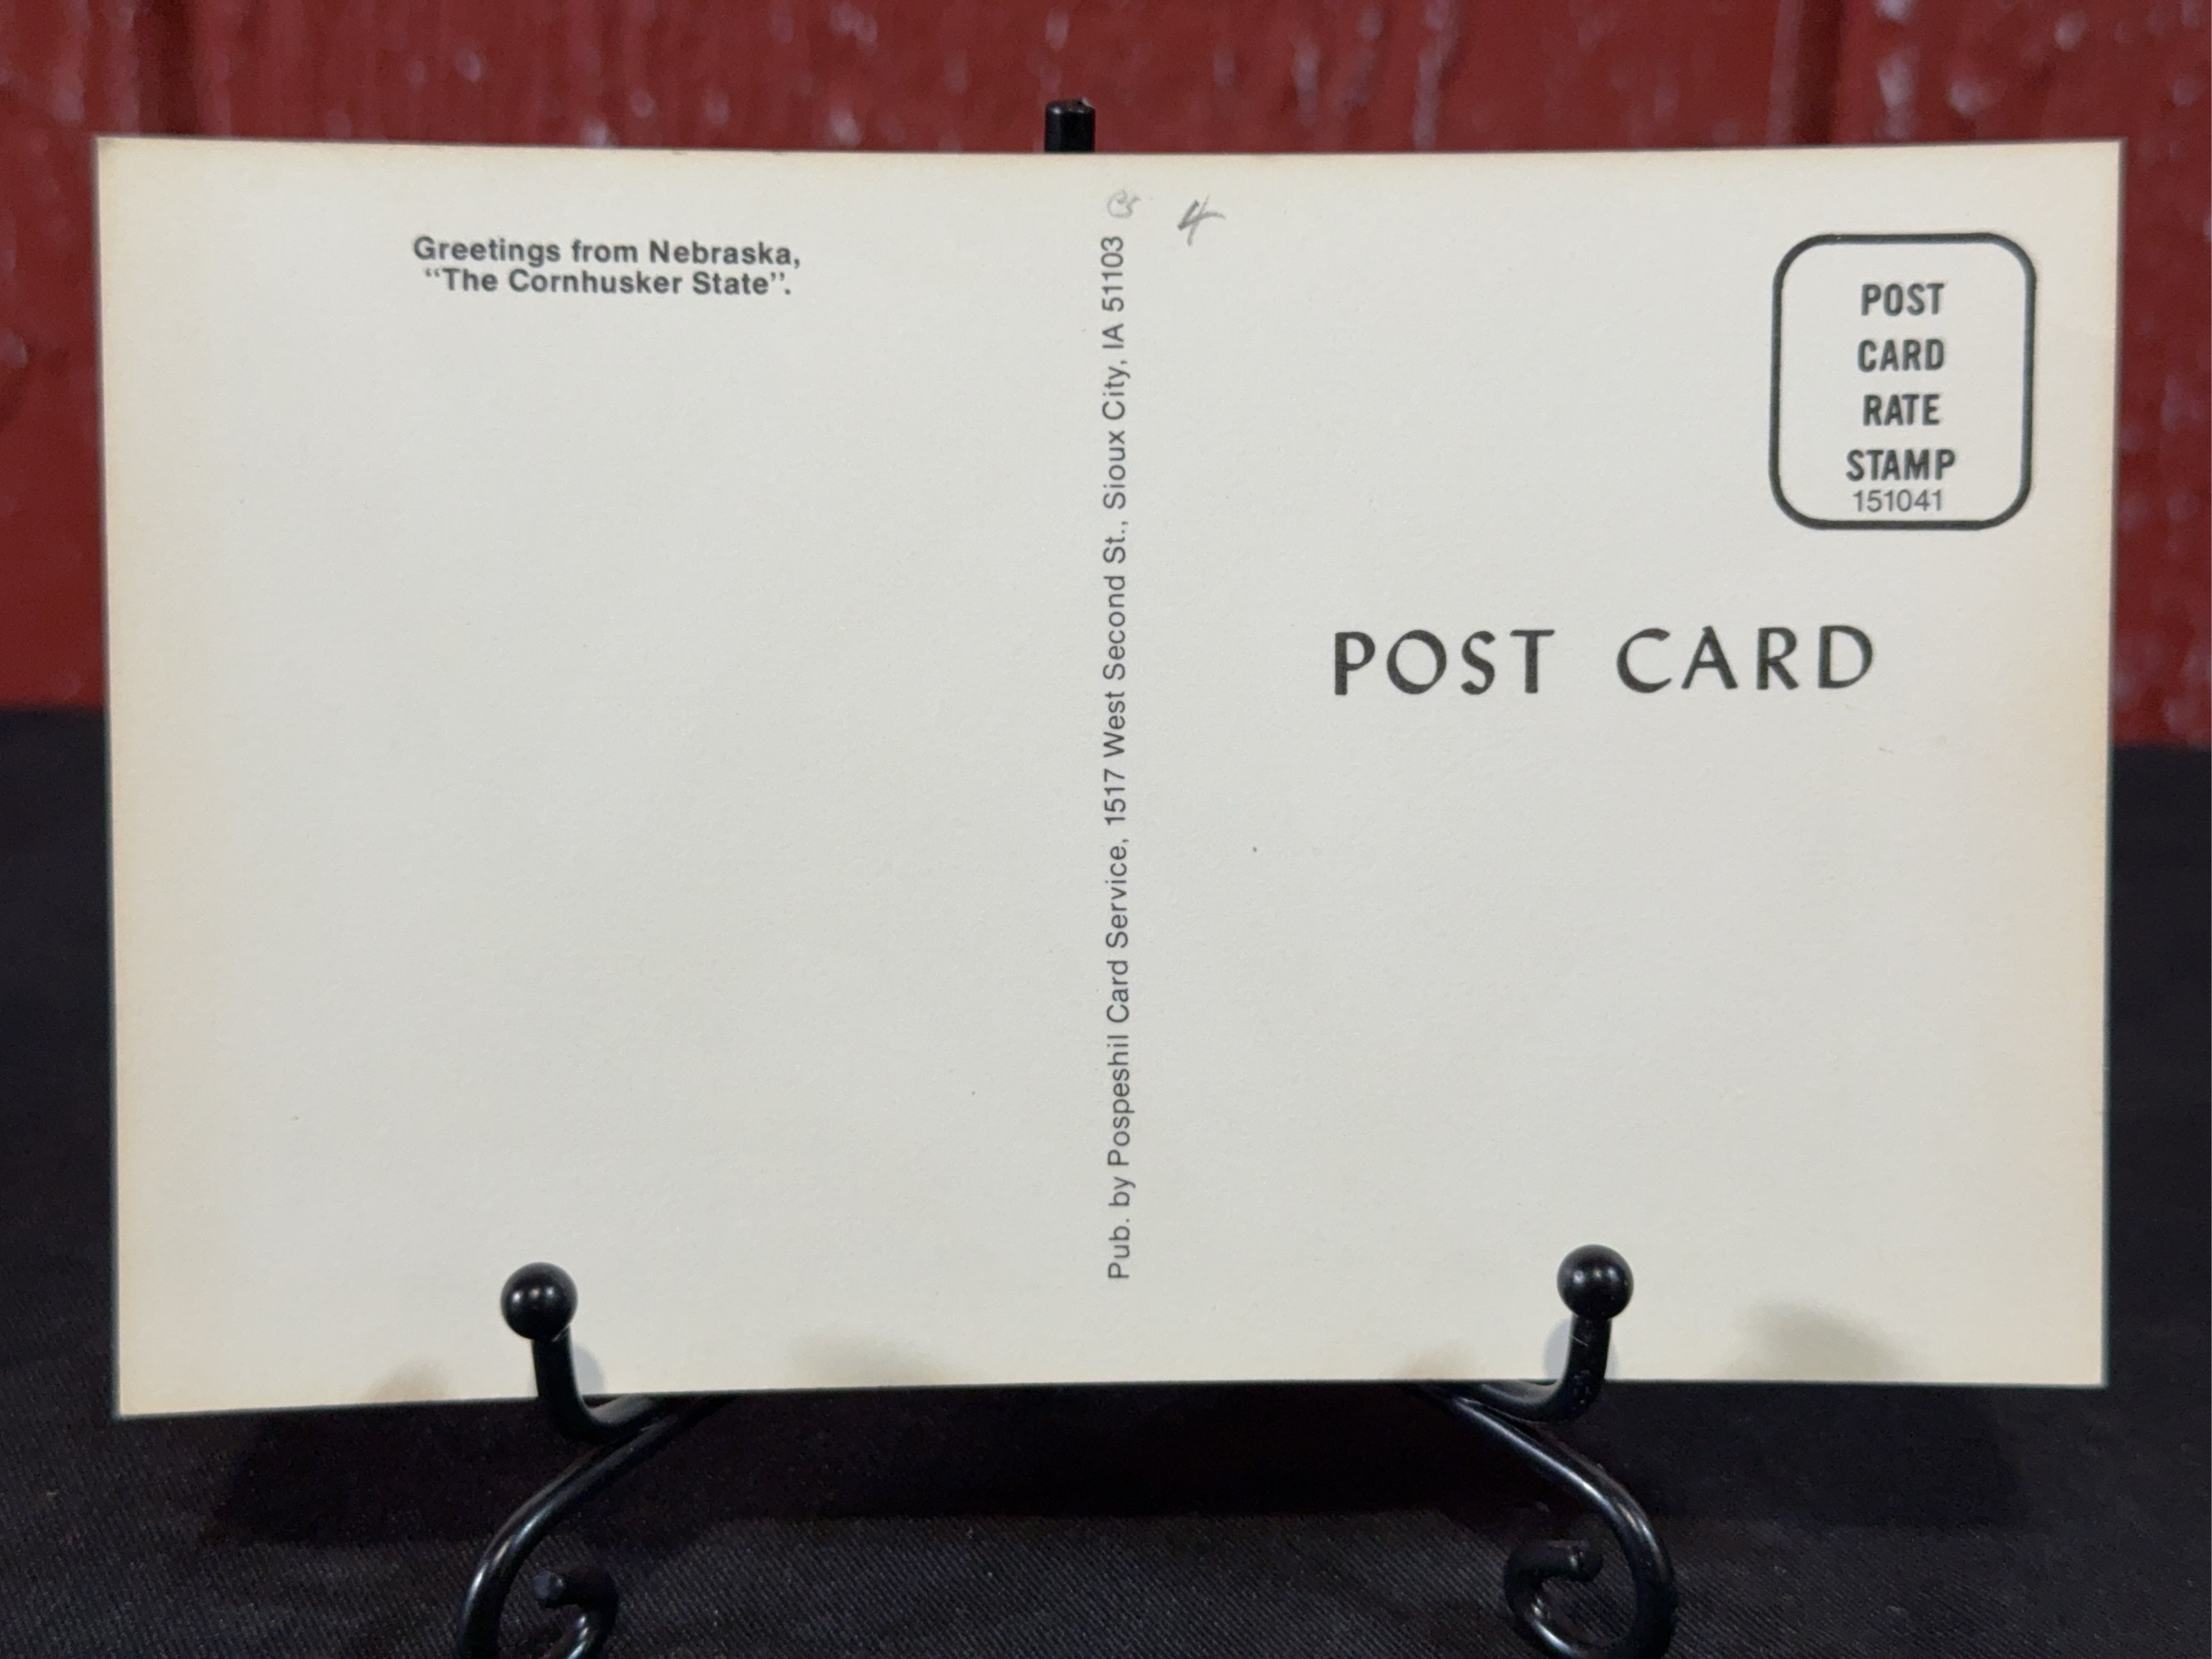 Greetings from Nebraska,
“The Cornhusker State”.
Pub. by Pospeshil Card Service, 1517 West Second St., Sioux City, IA 51103
4
POST
CARD
RATE
STAMP
151041
POST CARD